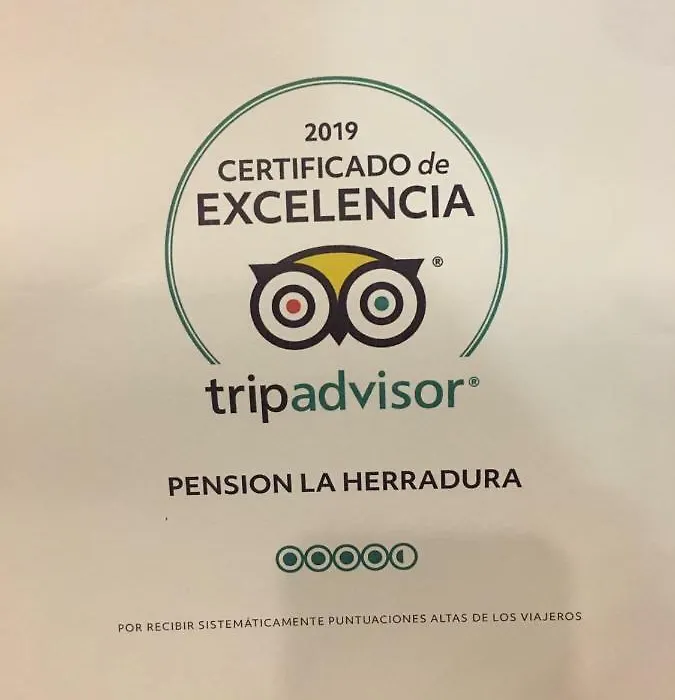 2019
CERTIFICADO de
EXCELENCIA
®
tripadvisor®
PENSION LA HERRADURA
POR RECIBIR SISTEMÁTICAMENTE PUNTUACIONES ALTAS DE LOS VIAJEROS